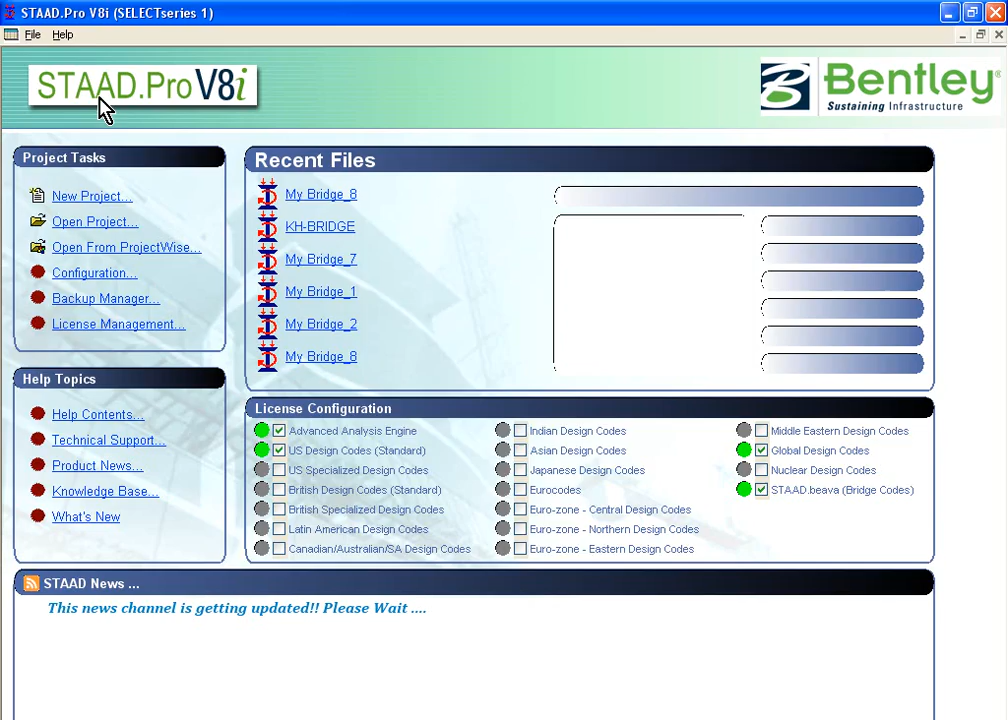 STAAD.Pro V8i (SELECTseries 1)
File Help
STAAD.Pro V8i
Bentley®
Sustaining Infrastructure
Project Tasks
New Project...
Open Project...
Open From ProjectWise...
Configuration...
Backup Manager...
License Management...
Recent Files
My Bridge_8
KH-BRIDGE
My Bridge_7
My Bridge_1
My Bridge_2
My Bridge_8
Help Topics
Help Contents...
Technical Support...
Product News...
Knowledge Base...
What's New
License Configuration
Advanced Analysis Engine
US Design Codes (Standard)
US Specialized Design Codes
British Design Codes (Standard)
British Specialized Design Codes
Latin American Design Codes
Canadian/Australian/SA Design Codes
Indian Design Codes
Asian Design Codes
Japanese Design Codes
Eurocodes
Euro-zone - Central Design Codes
Euro-zone - Northern Design Codes
Euro-zone - Eastern Design Codes
Middle Eastern Design Codes
Global Design Codes
Nuclear Design Codes
STAAD.beava (Bridge Codes)
STAAD News ...
This news channel is getting updated!! Please Wait ....